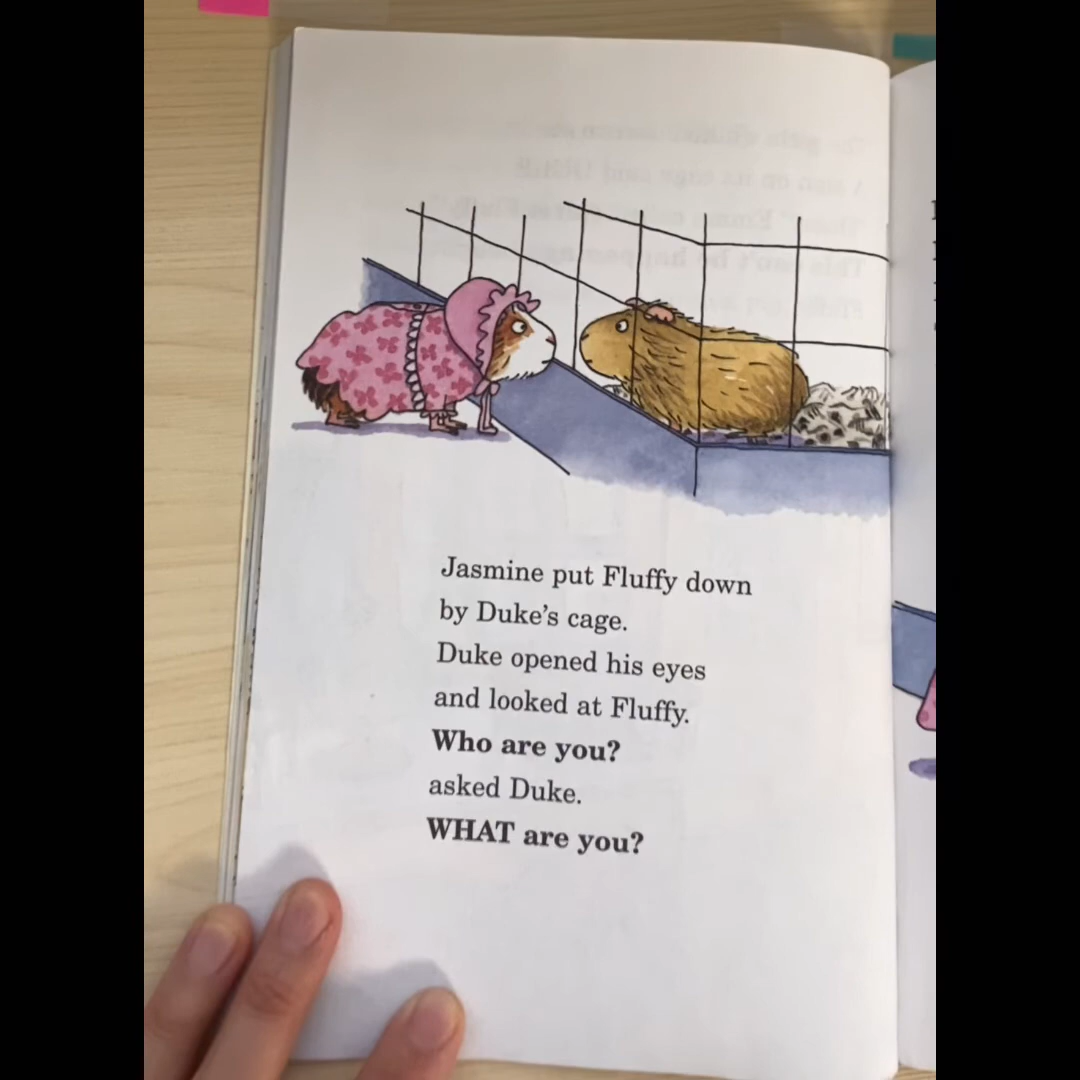 Jasmine put Fluffy down
by Duke's cage.
Duke opened his eyes
and looked at Fluffy.
Who are you?
asked Duke.
WHAT are you?